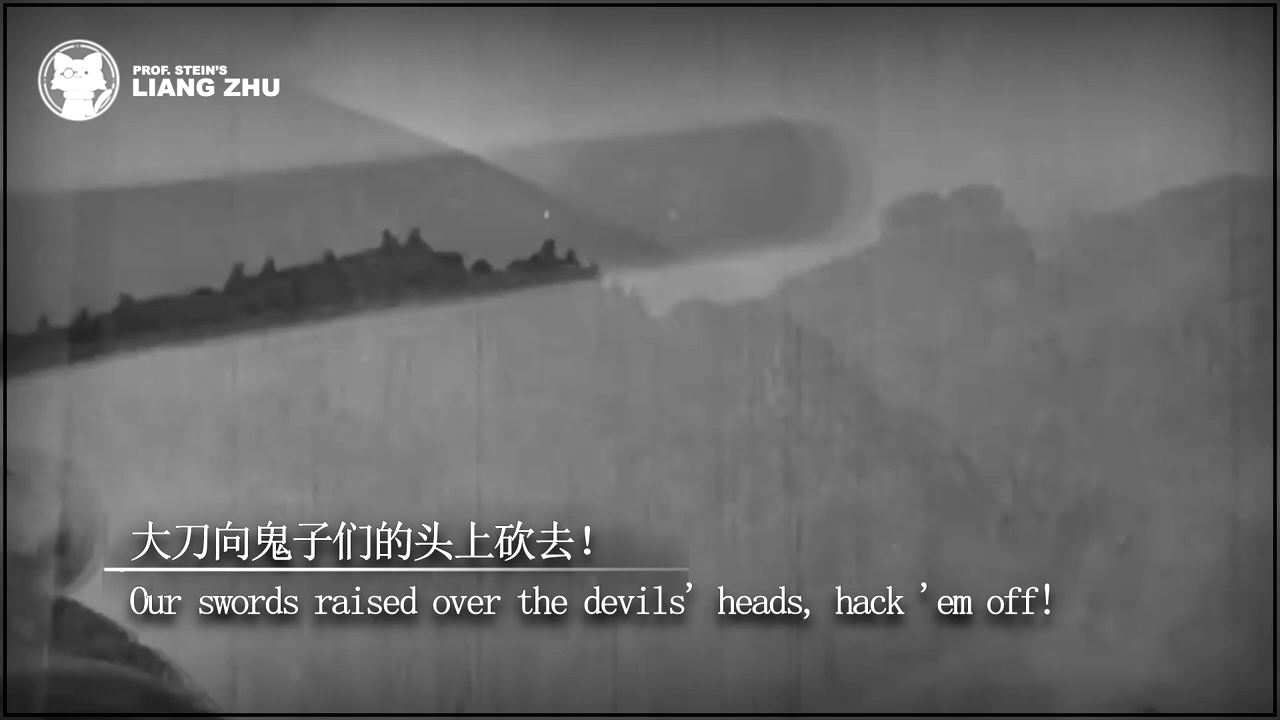 PROF. STEIN'S
LIANG ZHU
大刀向鬼子们的头上砍去！
Our swords raised over the devils' heads, hack 'em off!